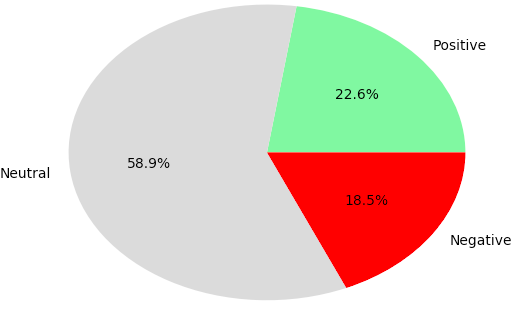 Positive
22.6%
58.9%
Neutral
18.5%
Negative